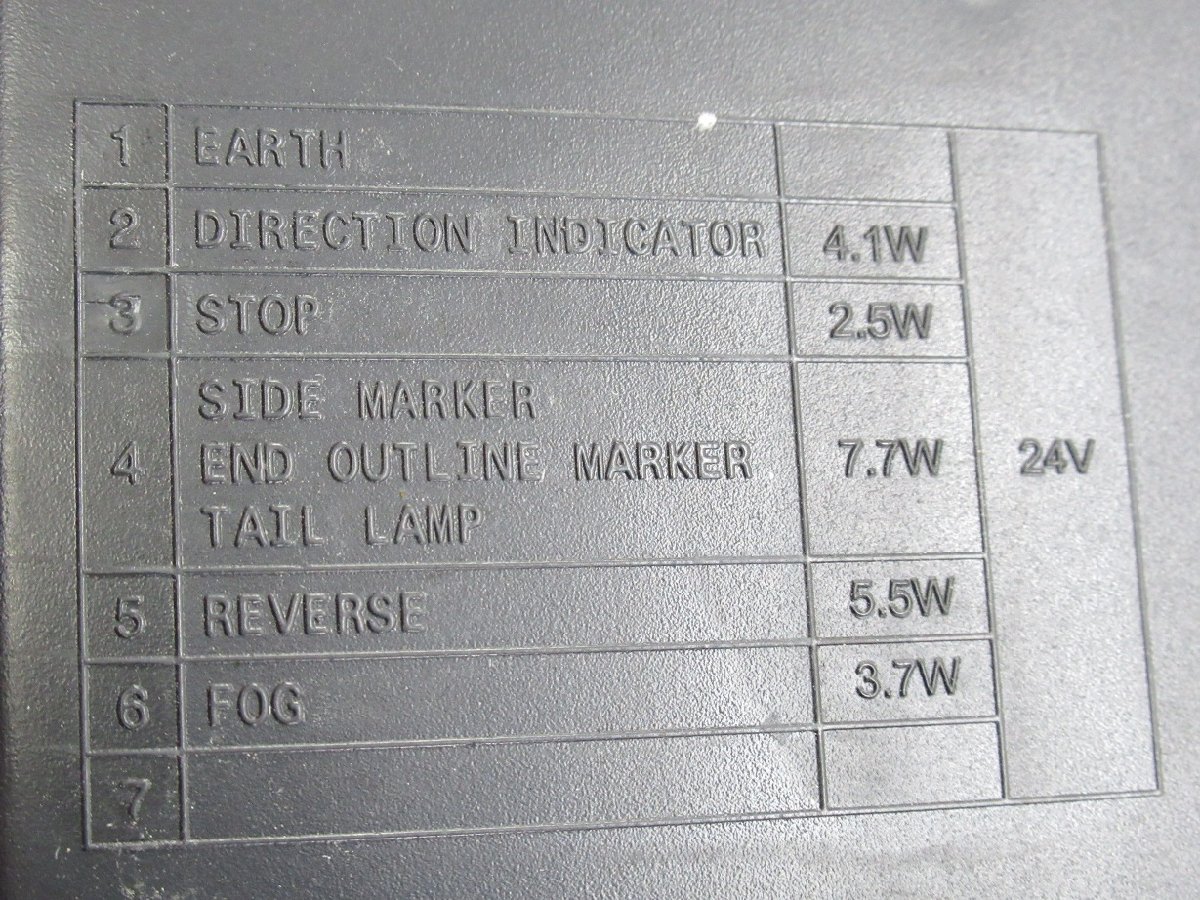 1 EARTH
2 DIRECTION INDICATOR 4.1W
3 STOP 2.5W
SIDE MARKER
4 END OUTLINE MARKER 7.7W 24V
TAIL LAMP
5 REVERSE 5.5W
6 FOG 3.7W
7